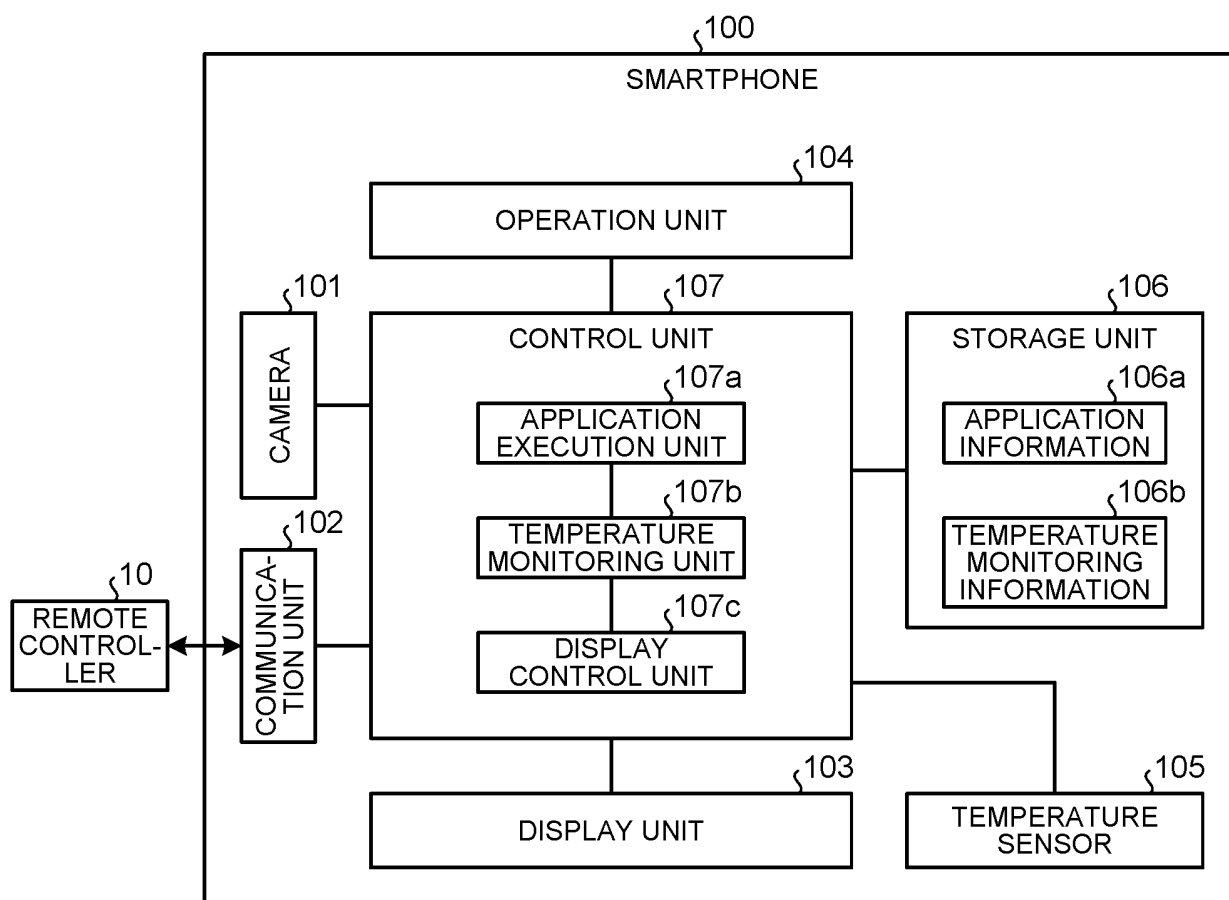 100
SMARTPHONE
104
OPERATION UNIT
101
CAMERA
107
CONTROL UNIT
107a
APPLICATION
EXECUTION UNIT
107b
TEMPERATURE
MONITORING UNIT
107c
DISPLAY
CONTROL UNIT
106
STORAGE UNIT
106a
APPLICATION
INFORMATION
106b
TEMPERATURE
MONITORING
INFORMATION
102
COMMUNICA-
TION UNIT
10
REMOTE
CONTROL-
LER
103
DISPLAY UNIT
105
TEMPERATURE
SENSOR